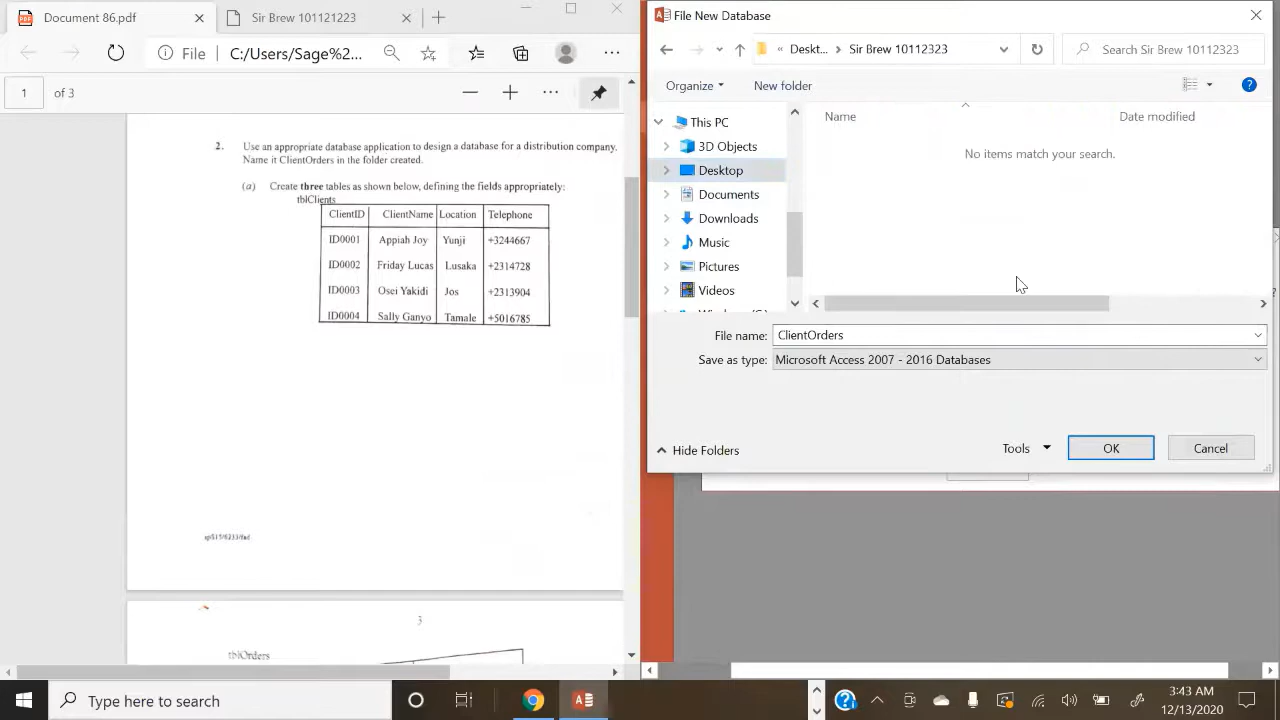 Document 86.pdf
Sir Brew 101121223
File
C:/Users/Sage%2...
1
of 3
2. Use an appropriate database application to design a database for a distribution company.
Name it ClientOrders in the folder created.
(a) Create three tables as shown below, defining the fields appropriately:
tblClients
ClientID ClientName Location Telephone
ID0001 Appiah Joy Yunji +3244667
ID0002 Friday Lucas Lusaka +2314728
ID0003 Osei Yakidi Jos +2313904
ID0004 Sally Ganyo Tamale +5016785
3
tblOrders
File New Database
« Deskt... › Sir Brew 10112323
Search Sir Brew 10112323
Organize
New folder
Name
Date modified
No items match your search.
This PC
3D Objects
Desktop
Documents
Downloads
Music
Pictures
Videos
File name: ClientOrders
Save as type: Microsoft Access 2007 - 2016 Databases
Hide Folders
Tools
OK
Cancel
Type here to search
3:43 AM
12/13/2020